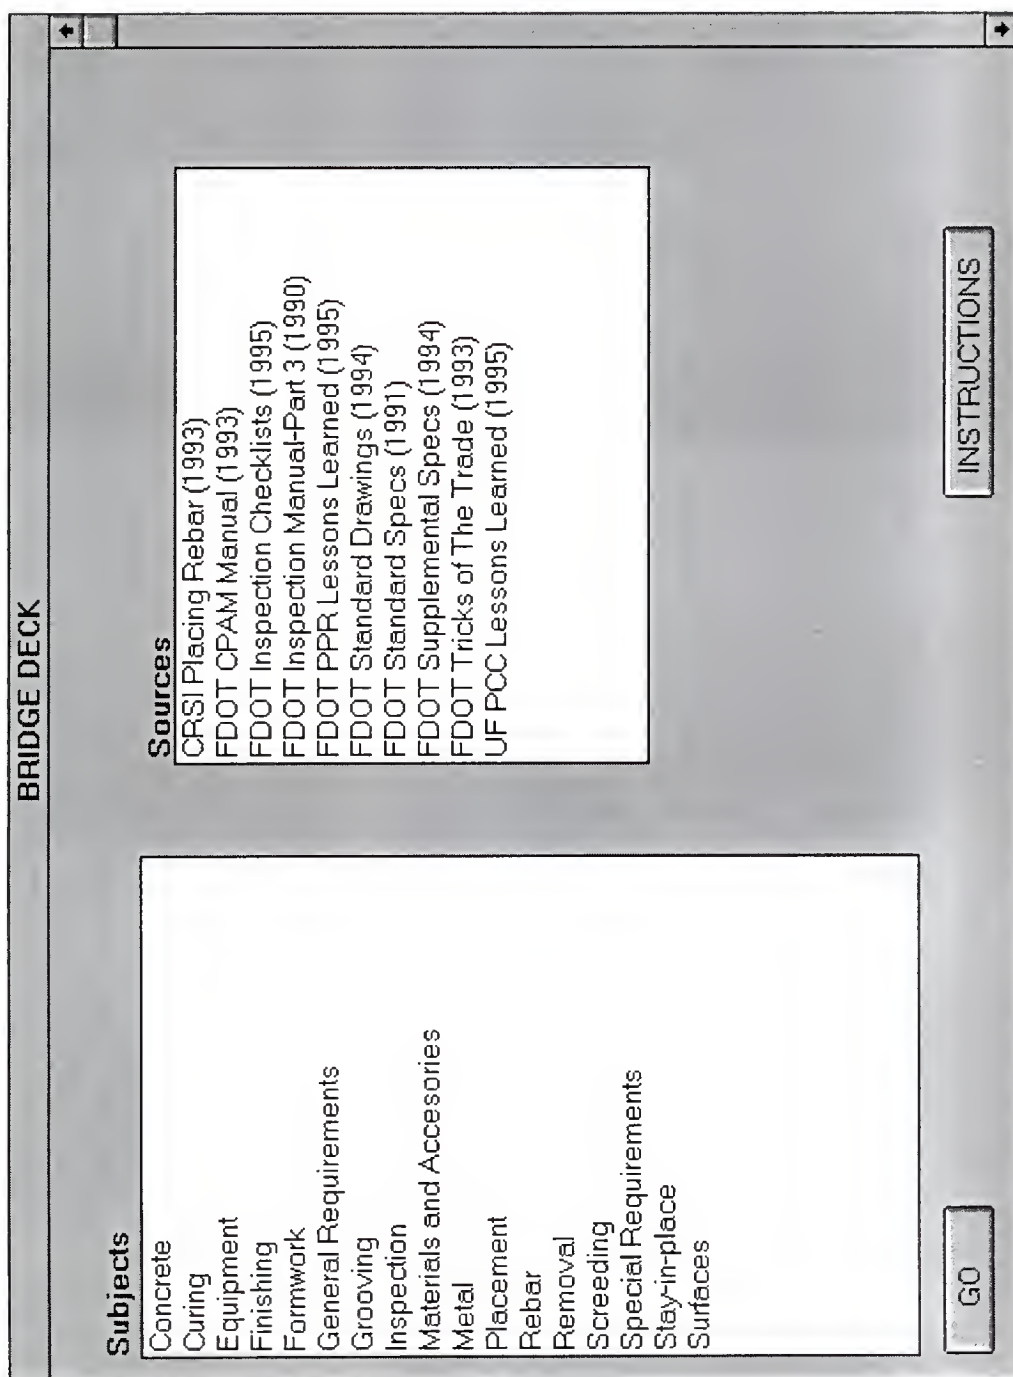 BRIDGE DECK
Subjects
Concrete
Curing
Equipment
Finishing
Formwork
General Requirements
Grooving
Inspection
Materials and Accesories
Metal
Placement
Rebar
Removal
Screeding
Special Requirements
Stay-in-place
Surfaces
Sources
CRSI Placing Rebar (1993)
FDOT CPAM Manual (1993)
FDOT Inspection Checklists (1995)
FDOT Inspection Manual-Part 3 (1990)
FDOT PPR Lessons Learned (1995)
FDOT Standard Drawings (1994)
FDOT Standard Specs (1991)
FDOT Supplemental Specs (1994)
FDOT Tricks of The Trade (1993)
UF PCC Lessons Learned (1995)
GO
INSTRUCTIONS